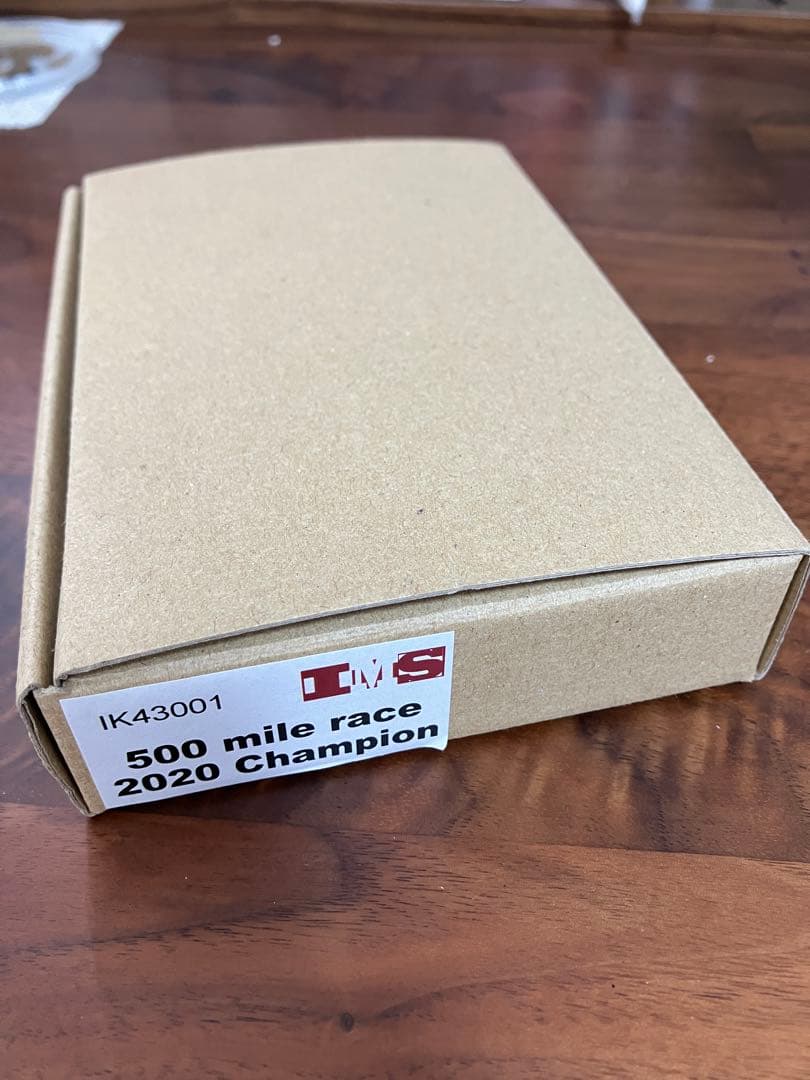 IMS
IK43001
500 mile race
2020 Champion